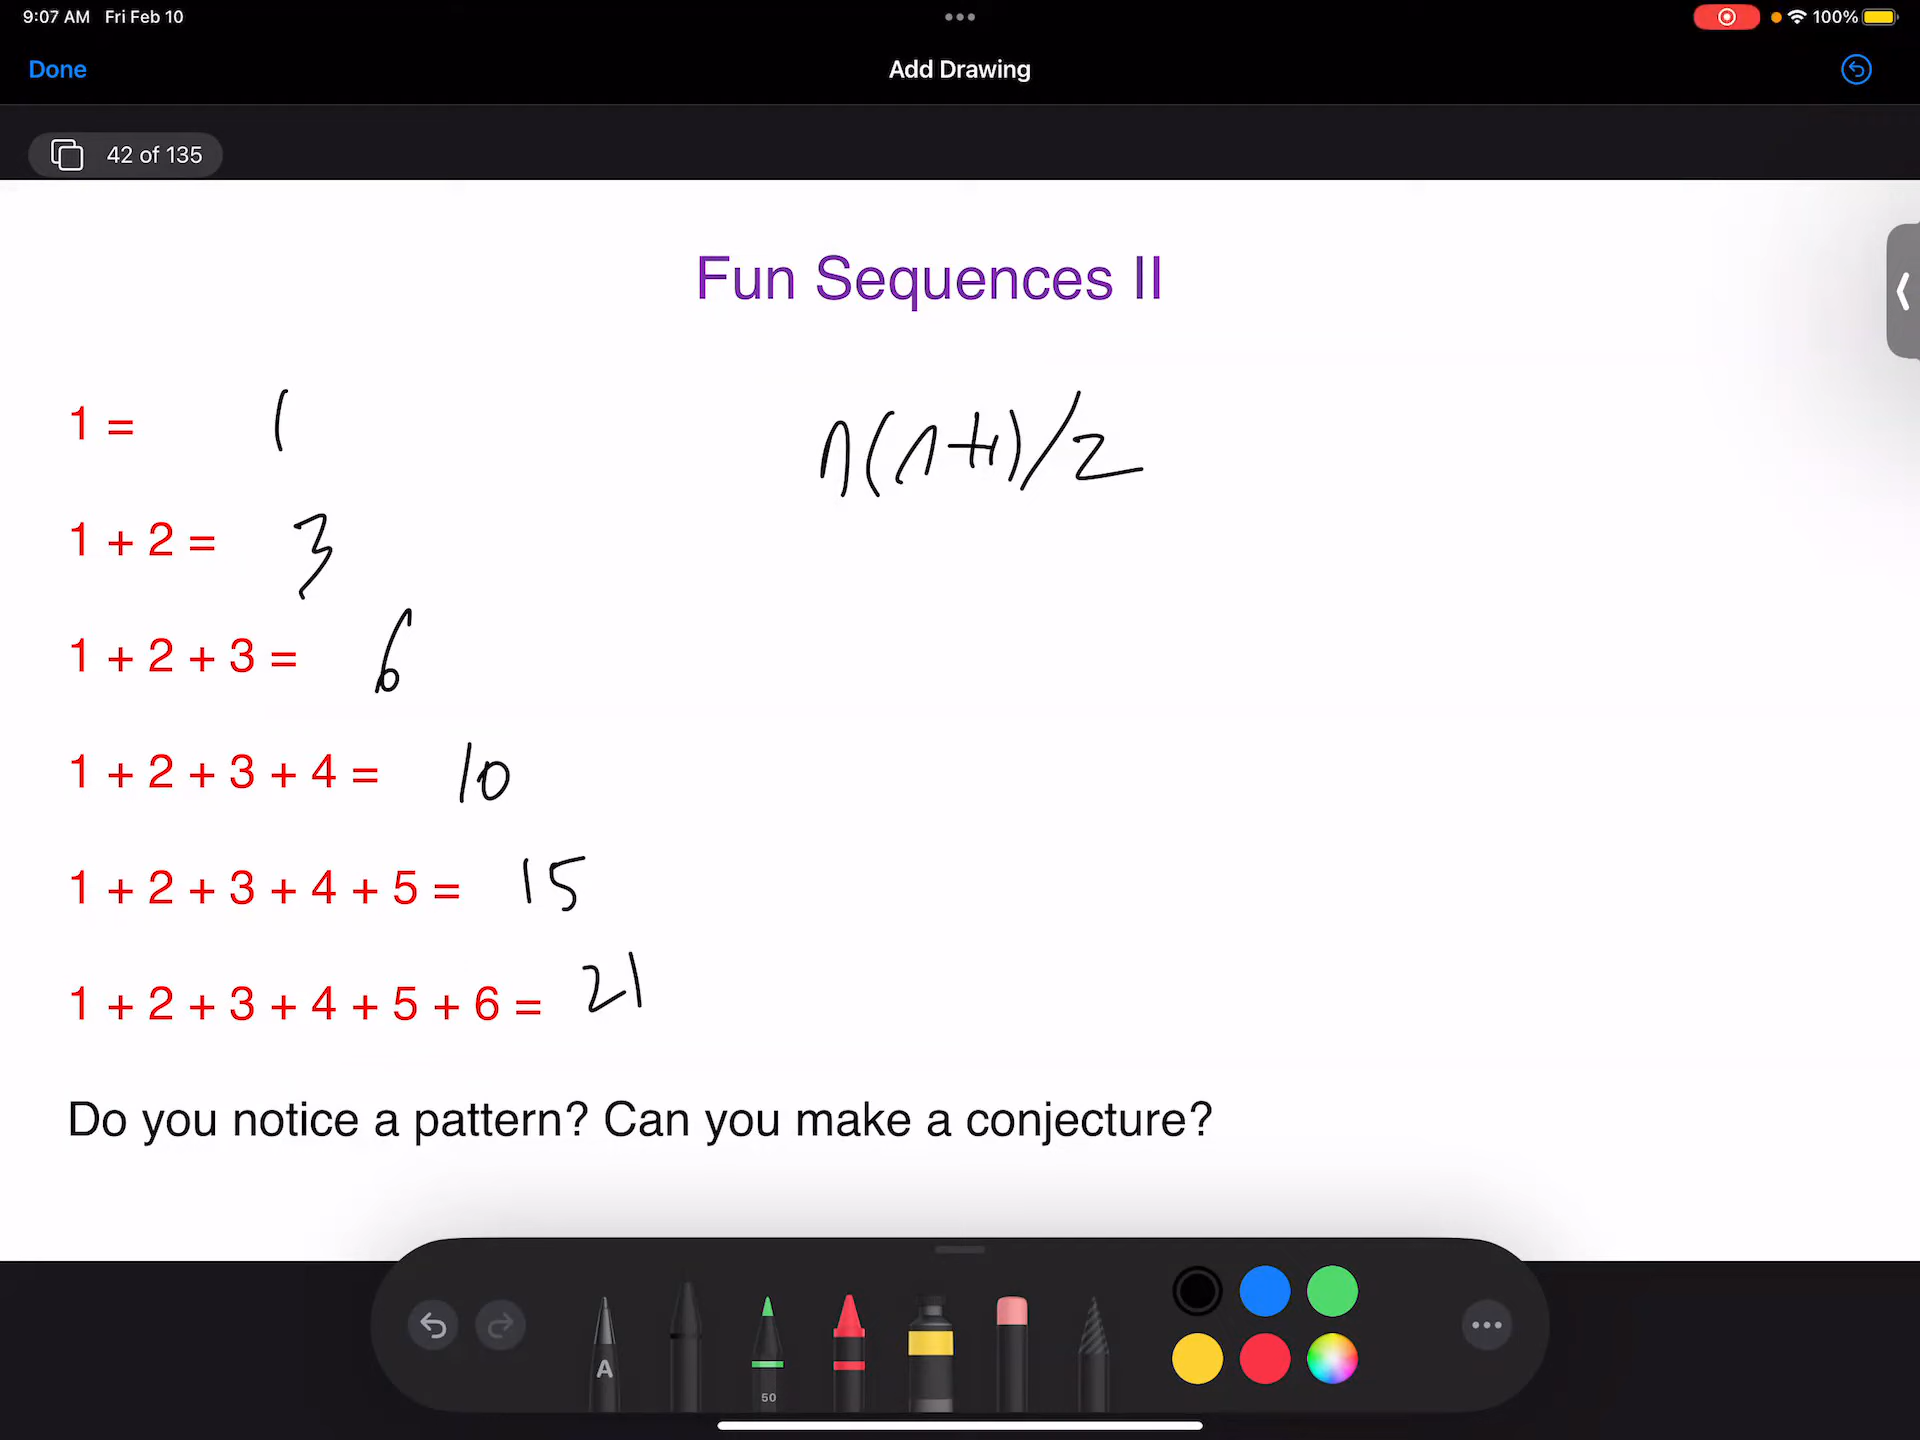 9:07 AM Fri Feb 10
100%
Done
Add Drawing
42 of 135
Fun Sequences II
1 = 1
n(n+1)/2
1 + 2 = 3
1 + 2 + 3 = 6
1 + 2 + 3 + 4 = 10
1 + 2 + 3 + 4 + 5 = 15
1 + 2 + 3 + 4 + 5 + 6 = 21
Do you notice a pattern? Can you make a conjecture?
A
50